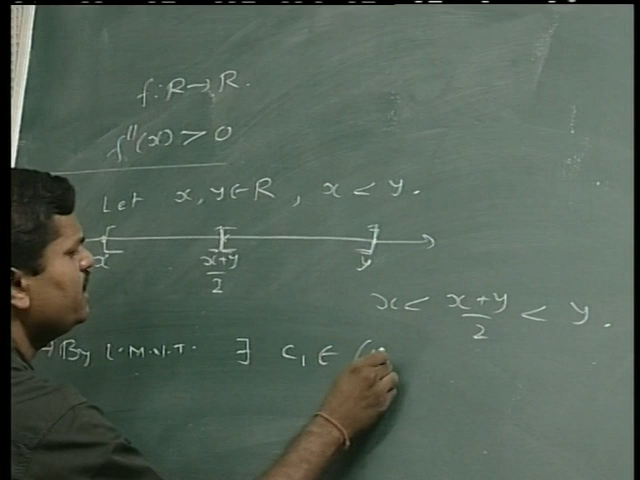 f: R → R.
f''(x) > 0
Let x, y ∈ R, x < y.
x x+y/2 y
x < x+y/2 < y.
By L.M.V.T. ∃ c₁ ∈ (